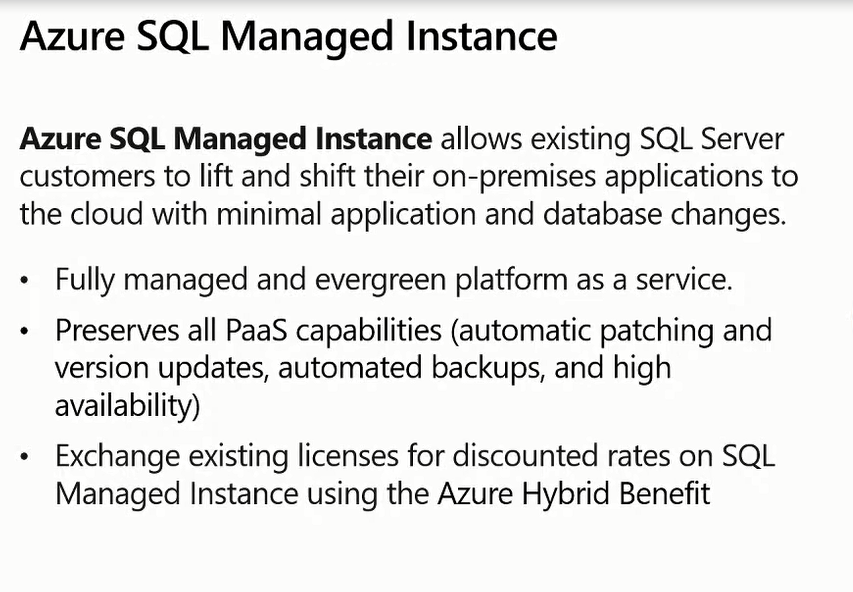 Azure SQL Managed Instance
Azure SQL Managed Instance allows existing SQL Server
customers to lift and shift their on-premises applications to
the cloud with minimal application and database changes.
• Fully managed and evergreen platform as a service.
• Preserves all PaaS capabilities (automatic patching and
version updates, automated backups, and high
availability)
• Exchange existing licenses for discounted rates on SQL
Managed Instance using the Azure Hybrid Benefit